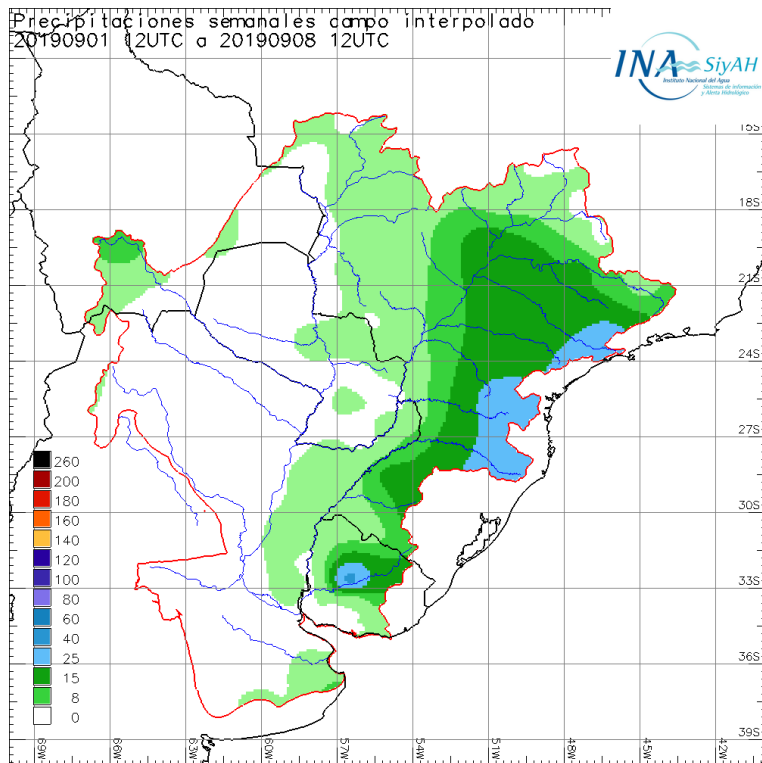 Precipitaciones semanales campo interpolado
20190901 12UTC a 20190908 12UTC
INA SiyAH
Instituto Nacional del Agua
Sistemas de Información
y Alerta Hidrológico
15S
18S
21S
24S
27S
30S
33S
36S
39S
260
200
180
160
140
120
100
80
60
40
25
15
8
0
69W
66W
63W
60W
57W
54W
51W
48W
45W
42W